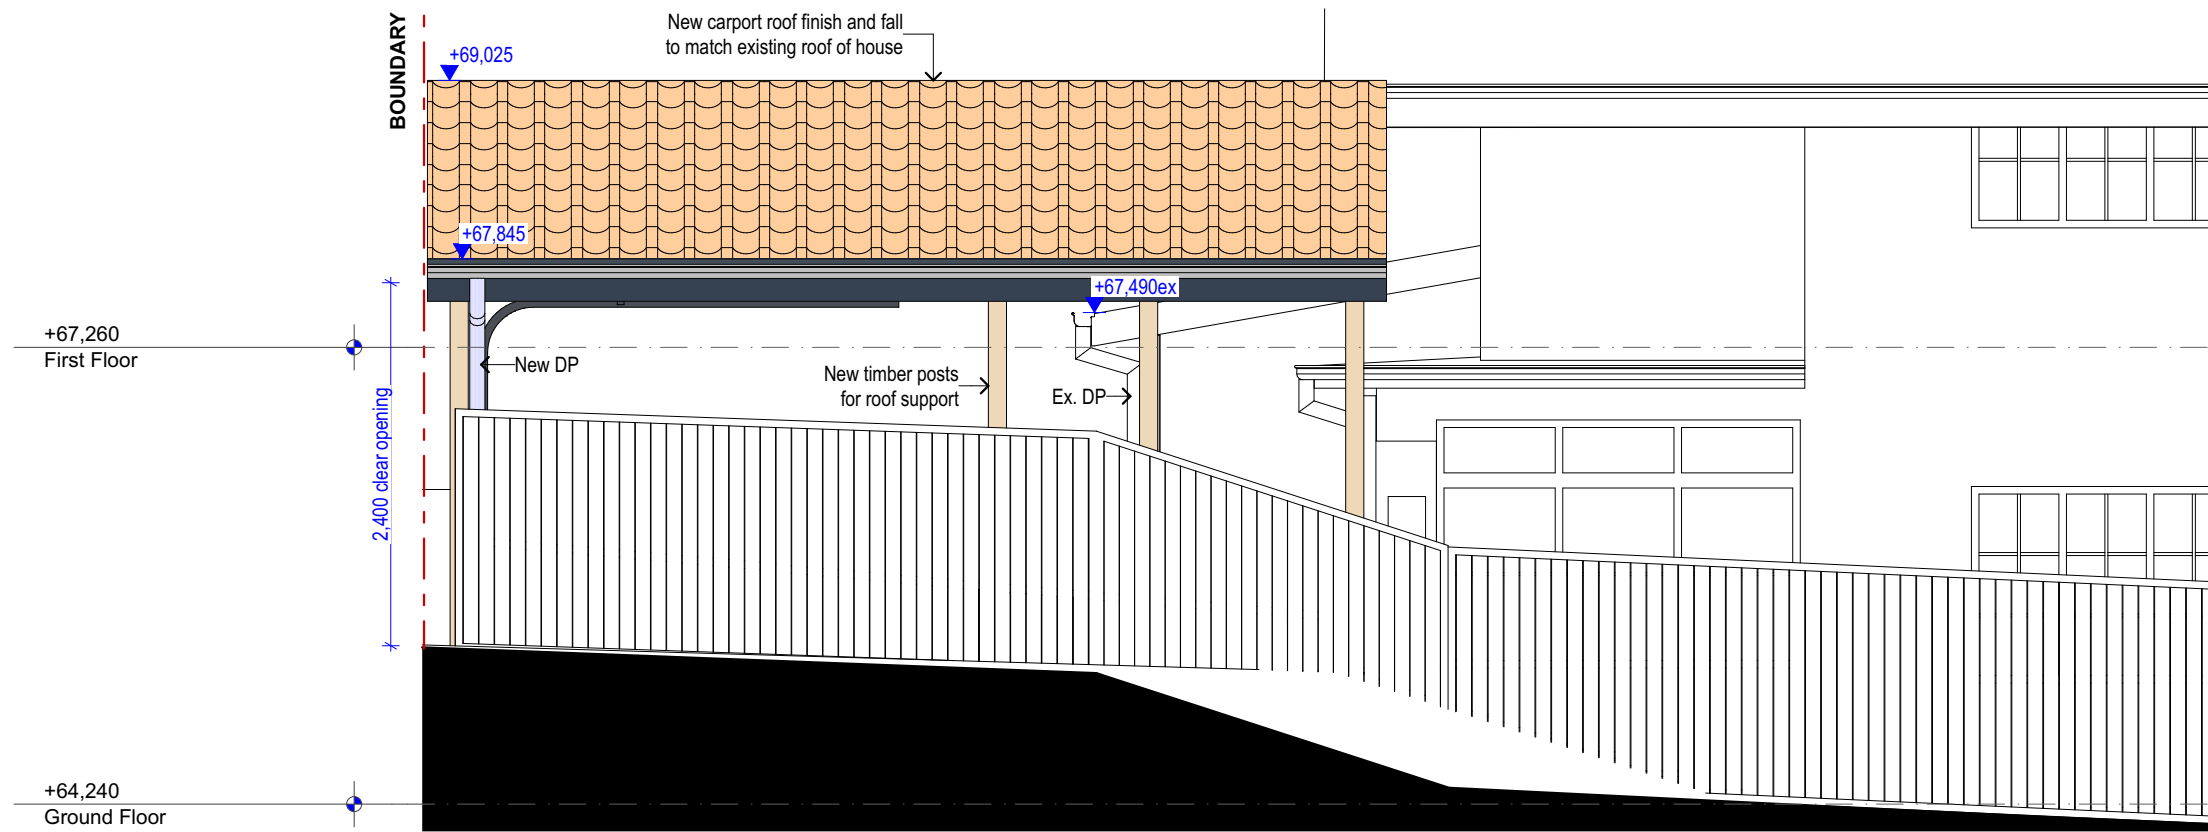 BOUNDARY
New carport roof finish and fall
to match existing roof of house
+69,025
+67,845
+67,490ex
+67,260
First Floor
New DP
New timber posts
for roof support
Ex. DP
2,400 clear opening
+64,240
Ground Floor